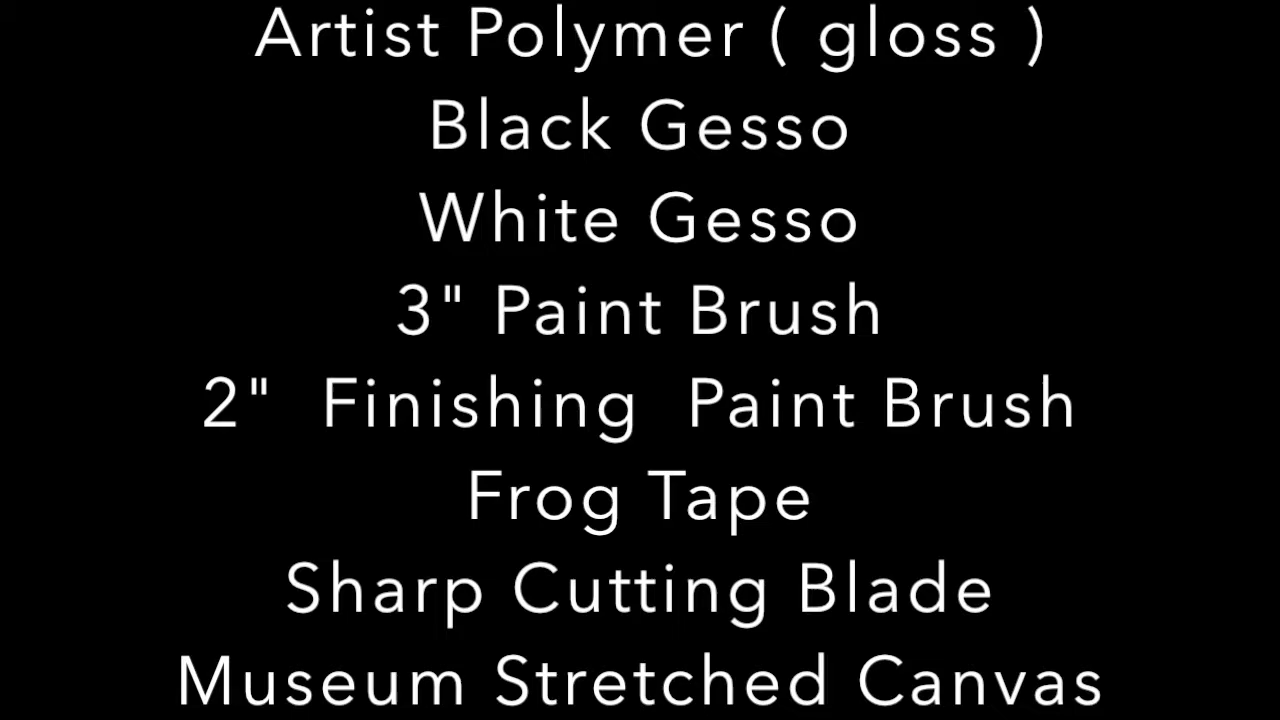 Artist Polymer ( gloss )
Black Gesso
White Gesso
3" Paint Brush
2"  Finishing  Paint Brush
Frog Tape
Sharp Cutting Blade
Museum Stretched Canvas